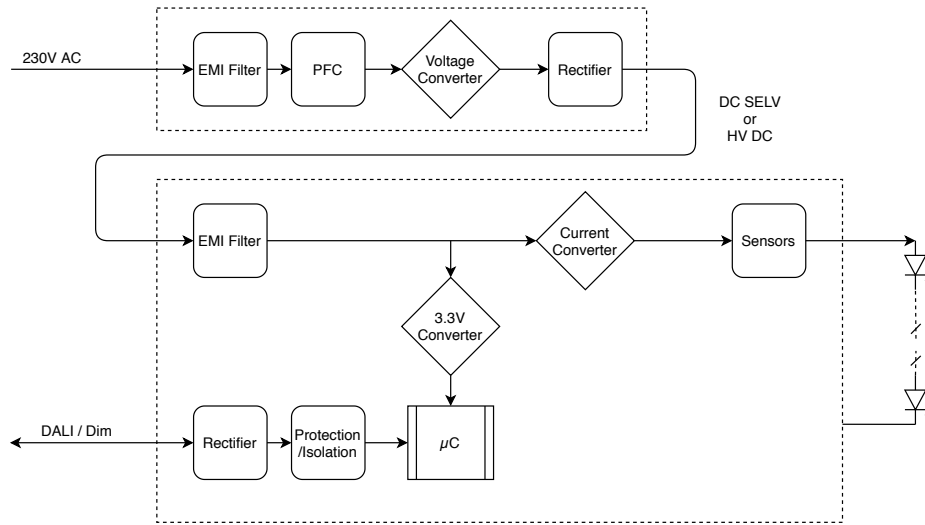 230V AC
EMI Filter
PFC
Voltage
Converter
Rectifier
DC SELV
or
HV DC
EMI Filter
Current
Converter
Sensors
3.3V
Converter
DALI / Dim
Rectifier
Protection
/Isolation
µC